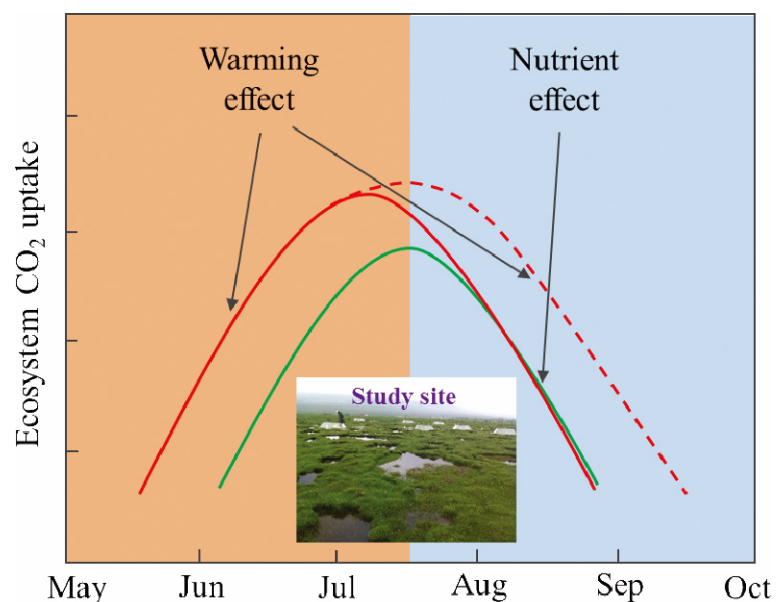 Warming
effect
Nutrient
effect
Ecosystem CO₂ uptake
Study site
May
Jun
Jul
Aug
Sep
Oct